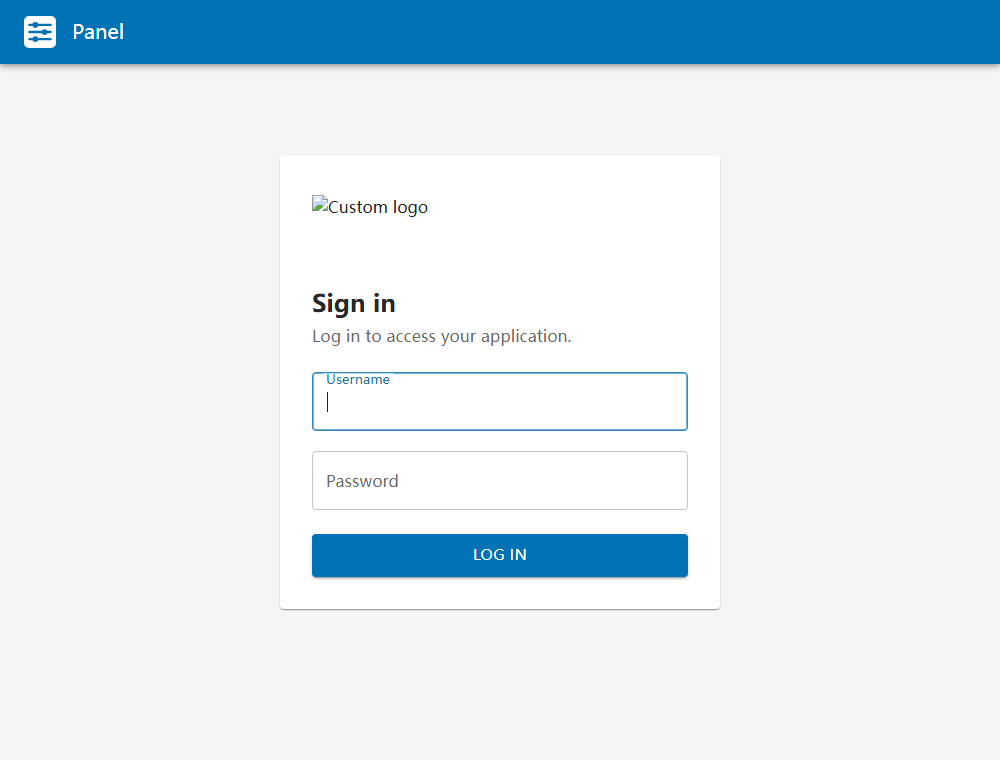 Panel
Custom logo
Sign in
Log in to access your application.
Username
Password
LOG IN